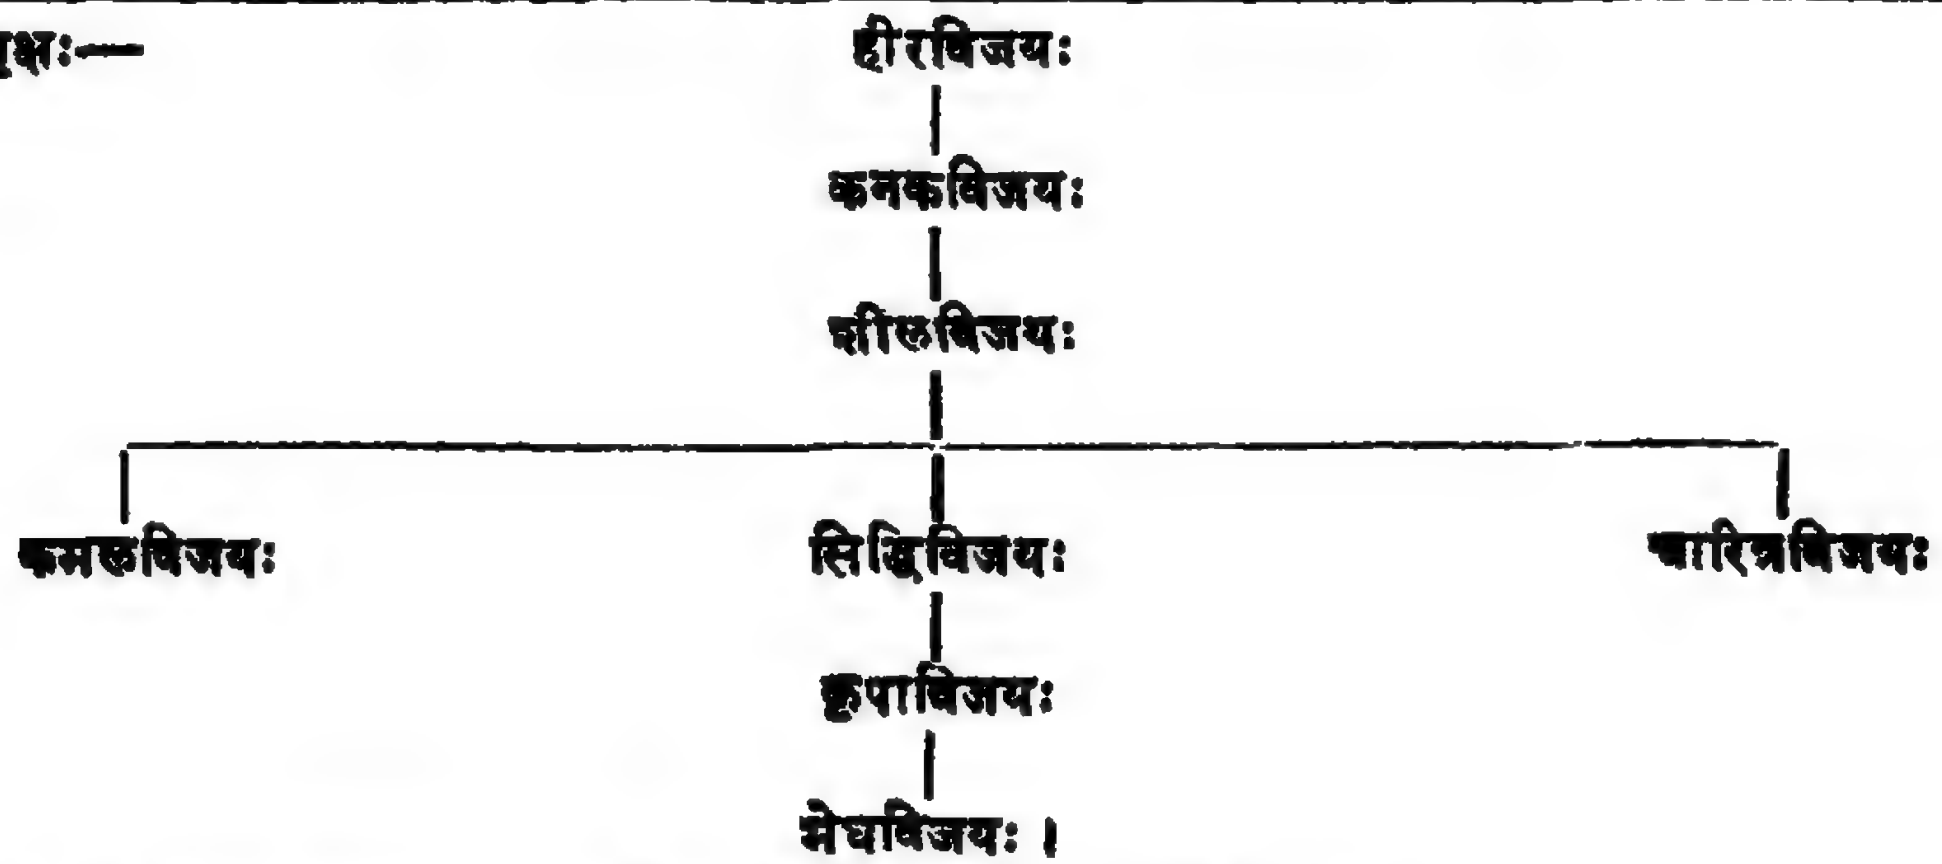 वृक्षः—
हीरविजयः
कनकविजयः
शीलविजयः
कमलविजयः सिद्धिविजयः चारित्रविजयः
कृपाविजयः
मेघविजयः ।